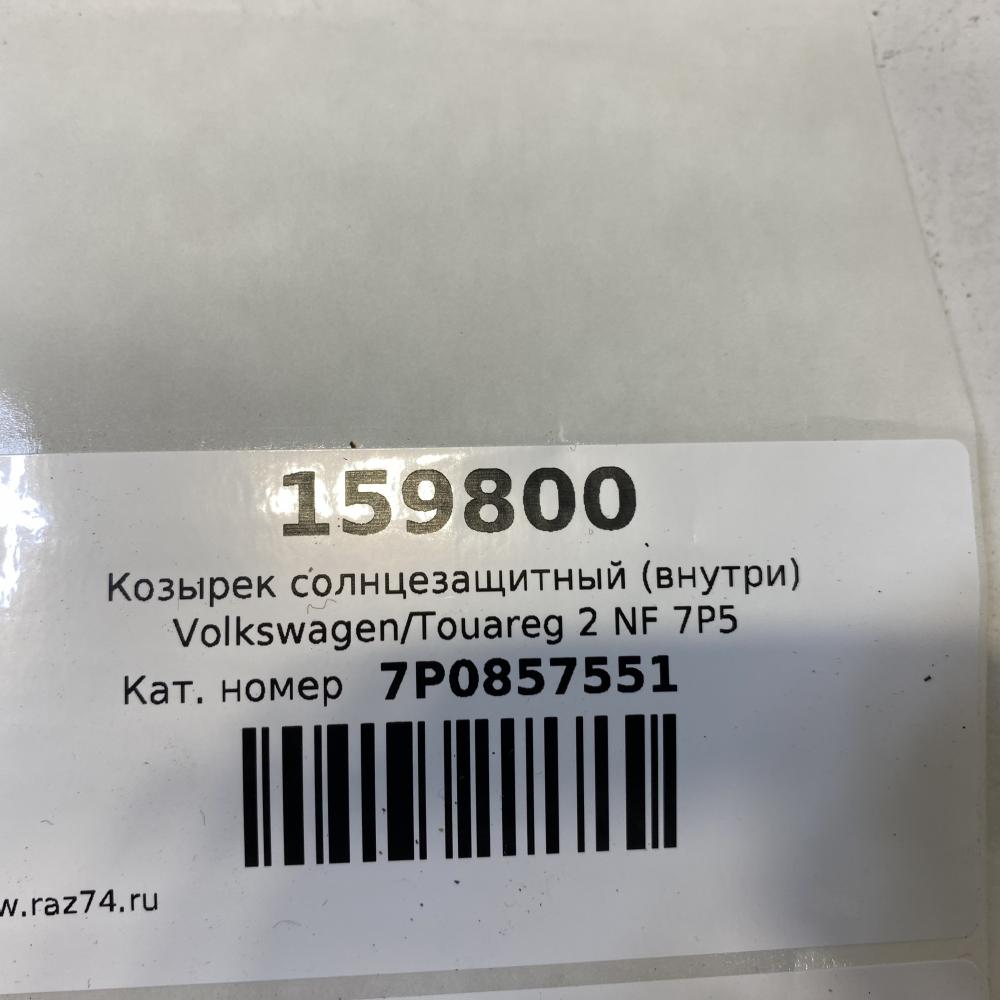 159800
Козырек солнцезащитный (внутри)
Volkswagen/Touareg 2 NF 7P5
Кат. номер 7P0857551
w.raz74.ru